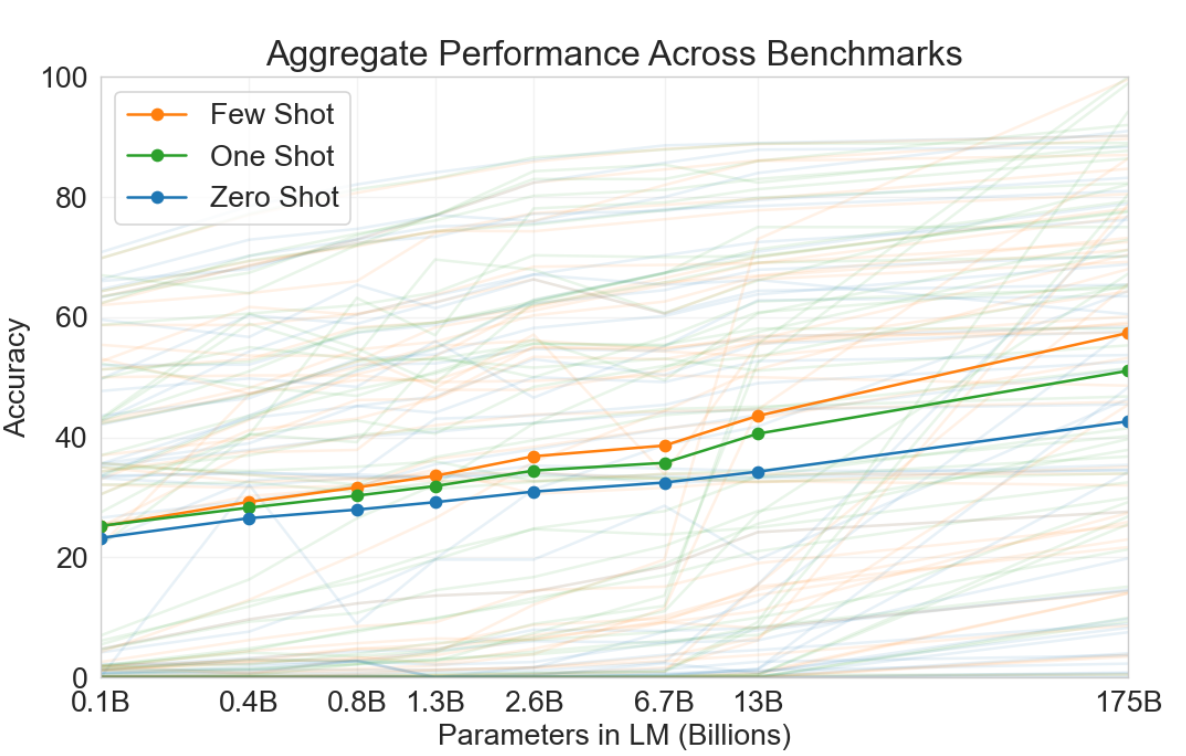 Aggregate Performance Across Benchmarks
100
80
60
40
20
0
Accuracy
Few Shot
One Shot
Zero Shot
0.1B 0.4B 0.8B 1.3B 2.6B 6.7B 13B 175B
Parameters in LM (Billions)